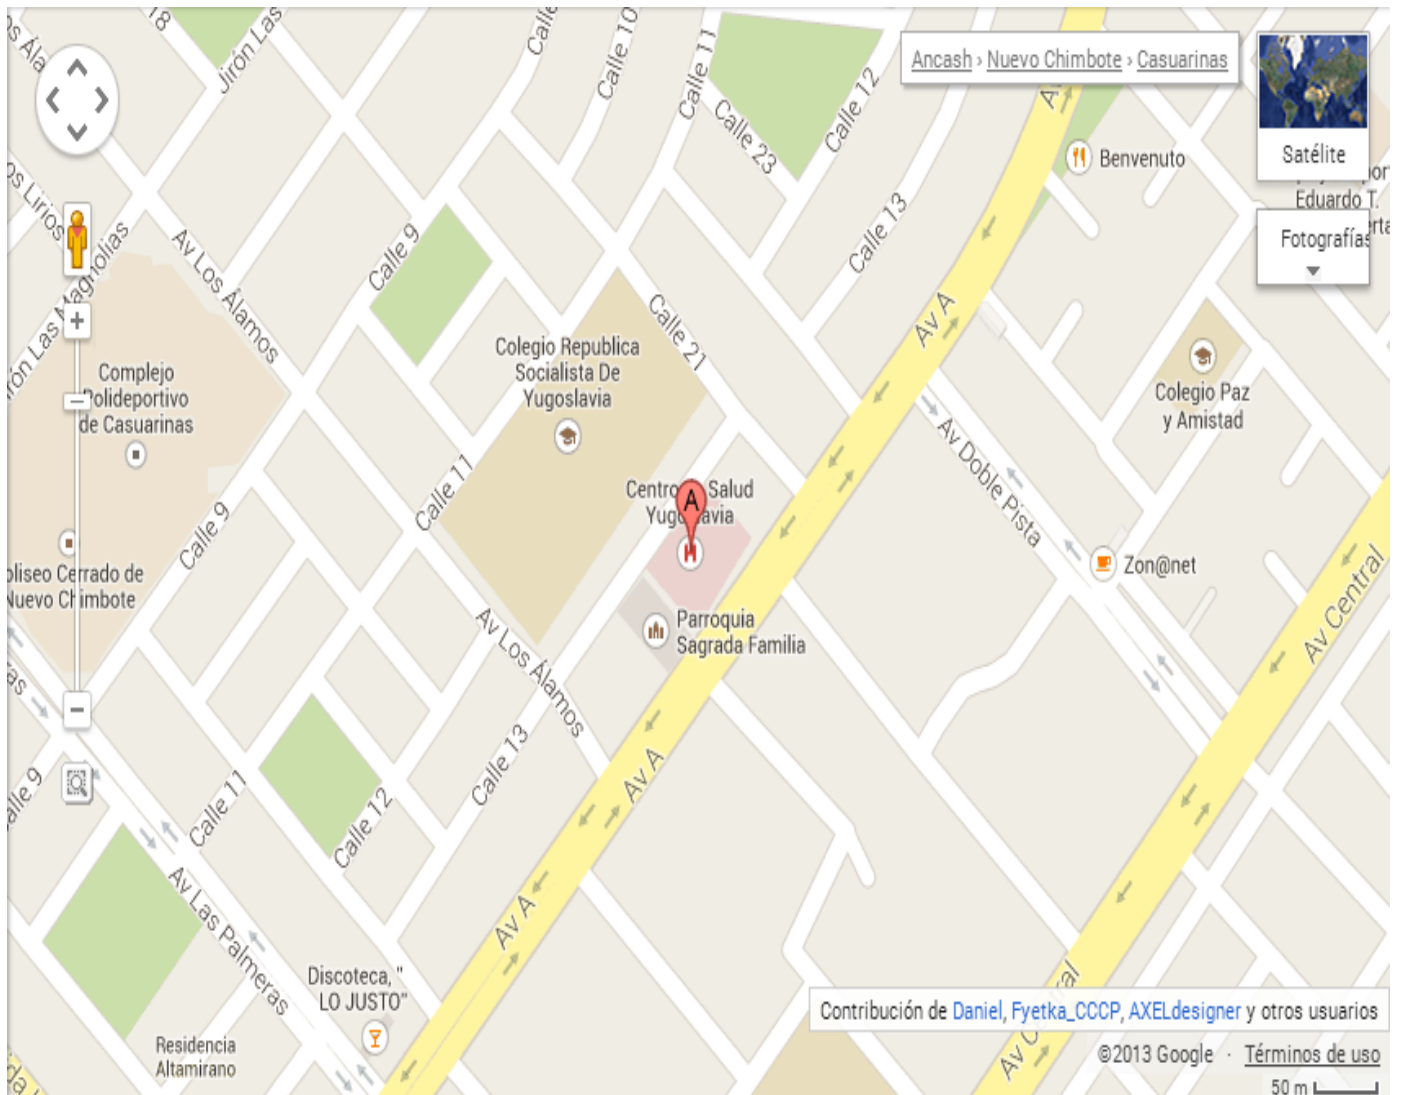 18
Jirón Las
Calle
Calle 10
Calle 11
Calle 12
Calle 23
Ancash › Nuevo Chimbote › Casuarinas
Satélite
Benvenuto
Eduardo T.
Fotografías
Av Los Álamos
Calle 9
Calle 13
Av A
Calle 21
Colegio Republica
Socialista De
Yugoslavia
Complejo
Polideportivo
de Casuarinas
Colegio Paz
y Amistad
Calle 11
Av Doble Pista
A
Calle 9
Zon@net
Av Central
Nuevo Chimbote
Parroquia
Sagrada Familia
Av Los Álamos
Calle 13
Av A
Calle 11
Calle 12
Av Las Palmeras
Av A
Discoteca, "
LO JUSTO"
Residencia
Altamirano
Contribución de Daniel, Fyetka_CCCP, AXELdesigner y otros usuarios
©2013 Google · Términos de uso
50 m